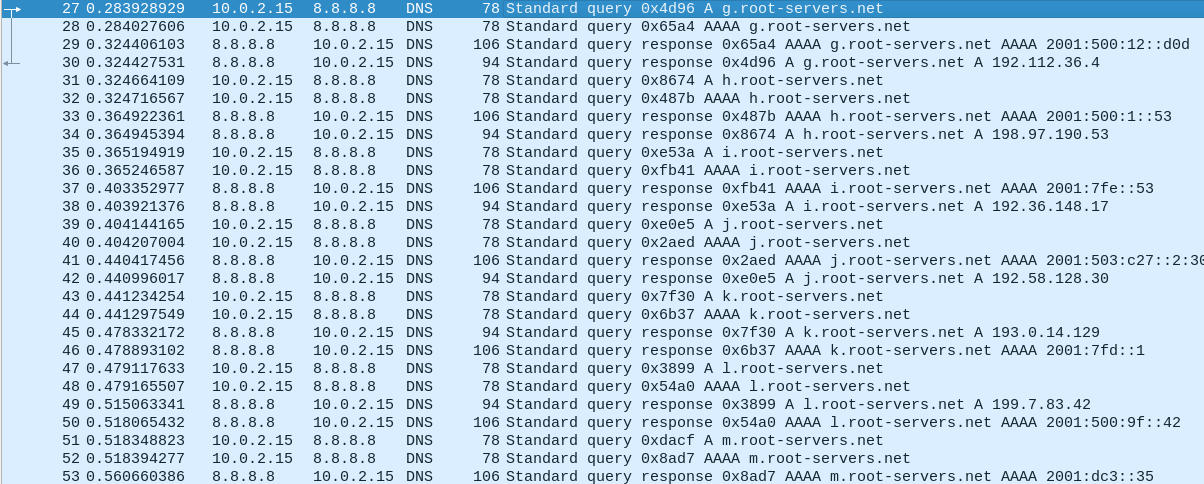 27 0.283928929 10.0.2.15 8.8.8.8 DNS 78 Standard query 0x4d96 A g.root-servers.net
28 0.284027606 10.0.2.15 8.8.8.8 DNS 78 Standard query 0x65a4 AAAA g.root-servers.net
29 0.324406103 8.8.8.8 10.0.2.15 DNS 106 Standard query response 0x65a4 AAAA g.root-servers.net AAAA 2001:500:12::d0d
30 0.324427531 8.8.8.8 10.0.2.15 DNS 94 Standard query response 0x4d96 A g.root-servers.net A 192.112.36.4
31 0.324664109 10.0.2.15 8.8.8.8 DNS 78 Standard query 0x8674 A h.root-servers.net
32 0.324716567 10.0.2.15 8.8.8.8 DNS 78 Standard query 0x487b AAAA h.root-servers.net
33 0.364922361 8.8.8.8 10.0.2.15 DNS 106 Standard query response 0x487b AAAA h.root-servers.net AAAA 2001:500:1::53
34 0.364945394 8.8.8.8 10.0.2.15 DNS 94 Standard query response 0x8674 A h.root-servers.net A 198.97.190.53
35 0.365194919 10.0.2.15 8.8.8.8 DNS 78 Standard query 0xe53a A i.root-servers.net
36 0.365246587 10.0.2.15 8.8.8.8 DNS 78 Standard query 0xfb41 AAAA i.root-servers.net
37 0.403352977 8.8.8.8 10.0.2.15 DNS 106 Standard query response 0xfb41 AAAA i.root-servers.net AAAA 2001:7fe::53
38 0.403921376 8.8.8.8 10.0.2.15 DNS 94 Standard query response 0xe53a A i.root-servers.net A 192.36.148.17
39 0.404144165 10.0.2.15 8.8.8.8 DNS 78 Standard query 0xe0e5 A j.root-servers.net
40 0.404207004 10.0.2.15 8.8.8.8 DNS 78 Standard query 0x2aed AAAA j.root-servers.net
41 0.440417456 8.8.8.8 10.0.2.15 DNS 106 Standard query response 0x2aed AAAA j.root-servers.net AAAA 2001:503:c27::2:30
42 0.440996017 8.8.8.8 10.0.2.15 DNS 94 Standard query response 0xe0e5 A j.root-servers.net A 192.58.128.30
43 0.441234254 10.0.2.15 8.8.8.8 DNS 78 Standard query 0x7f30 A k.root-servers.net
44 0.441297549 10.0.2.15 8.8.8.8 DNS 78 Standard query 0x6b37 AAAA k.root-servers.net
45 0.478332172 8.8.8.8 10.0.2.15 DNS 94 Standard query response 0x7f30 A k.root-servers.net A 193.0.14.129
46 0.478893102 8.8.8.8 10.0.2.15 DNS 106 Standard query response 0x6b37 AAAA k.root-servers.net AAAA 2001:7fd::1
47 0.479117633 10.0.2.15 8.8.8.8 DNS 78 Standard query 0x3899 A l.root-servers.net
48 0.479165507 10.0.2.15 8.8.8.8 DNS 78 Standard query 0x54a0 AAAA l.root-servers.net
49 0.515063341 8.8.8.8 10.0.2.15 DNS 94 Standard query response 0x3899 A l.root-servers.net A 199.7.83.42
50 0.518065432 8.8.8.8 10.0.2.15 DNS 106 Standard query response 0x54a0 AAAA l.root-servers.net AAAA 2001:500:9f::42
51 0.518348823 10.0.2.15 8.8.8.8 DNS 78 Standard query 0xdacf A m.root-servers.net
52 0.518394277 10.0.2.15 8.8.8.8 DNS 78 Standard query 0x8ad7 AAAA m.root-servers.net
53 0.560660386 8.8.8.8 10.0.2.15 DNS 106 Standard query response 0x8ad7 AAAA m.root-servers.net AAAA 2001:dc3::35